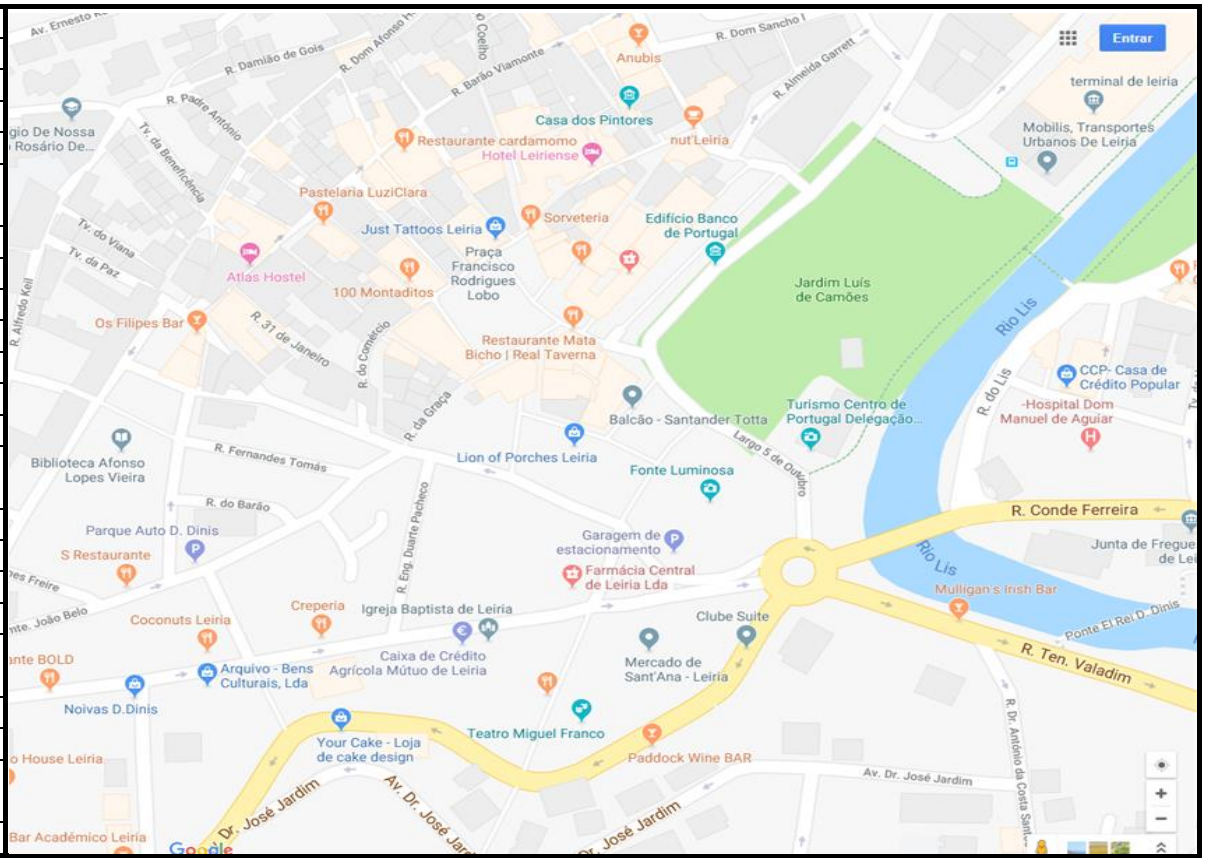 Av. Ernesto K
R. Damião de Gois
R. Dom Afonso H
Coelho
R. Barão Viamonte
Anubis
R. Dom Sancho I
R. Almeida Garrett
Entrar
terminal de leiria
Mobilis, Transportes
Urbanos De Leiria
gio De Nossa
Rosário De...
R. Padre António
Tv. da Beneficência
Casa dos Pintores
Restaurante cardamomo
Hotel Leiriense
nut'Leiria
Pastelaria LuziClara
Just Tattoos Leiria
Sorveteria
Edifício Banco
de Portugal
Praça
Francisco
Rodrigues
Lobo
Tv. do Viana
Tv. da Paz
Atlas Hostel
100 Montaditos
Jardim Luís
de Camões
R. Alfredo Keil
Os Filipes Bar
R. 31 de Janeiro
R. do Comércio
Restaurante Mata
Bicho | Real Taverna
Rio Lis
R. do Lis
CCP- Casa de
Crédito Popular
-Hospital Dom
Manuel de Aguiar
R. da Graça
Balcão - Santander Totta
Turismo Centro de
Portugal Delegação...
Largo 5 de Outubro
Biblioteca Afonso
Lopes Vieira
R. Fernandes Tomás
Lion of Porches Leiria
Fonte Luminosa
R. do Barão
R. Eng. Duarte Pacheco
R. Conde Ferreira
Parque Auto D. Dinis
P
S Restaurante
Garagem de
estacionamento
P
Farmácia Central
de Leiria Lda
Rio Lis
Junta de Fregue
de Lei
es Freire
nte. João Belo
Coconuts Leiria
Creperia
Igreja Baptista de Leiria
Clube Suite
Mulligan's Irish Bar
Ponte El Rei D. Dinis
ante BOLD
Arquivo - Bens
Culturais, Lda
€
Caixa de Crédito
Agrícola Mútuo de Leiria
Mercado de
Sant'Ana - Leiria
R. Ten. Valadim
Noivas D.Dinis
Your Cake - Loja
de cake design
Teatro Miguel Franco
Paddock Wine BAR
R. Dr. António da Costa Santo
o House Leiria
Dr. José Jardim
Av. Dr. José Jardim
Av. Dr. José Jardim
Dr. José Jardim
Bar Académico Leiria
Google
H
+
−